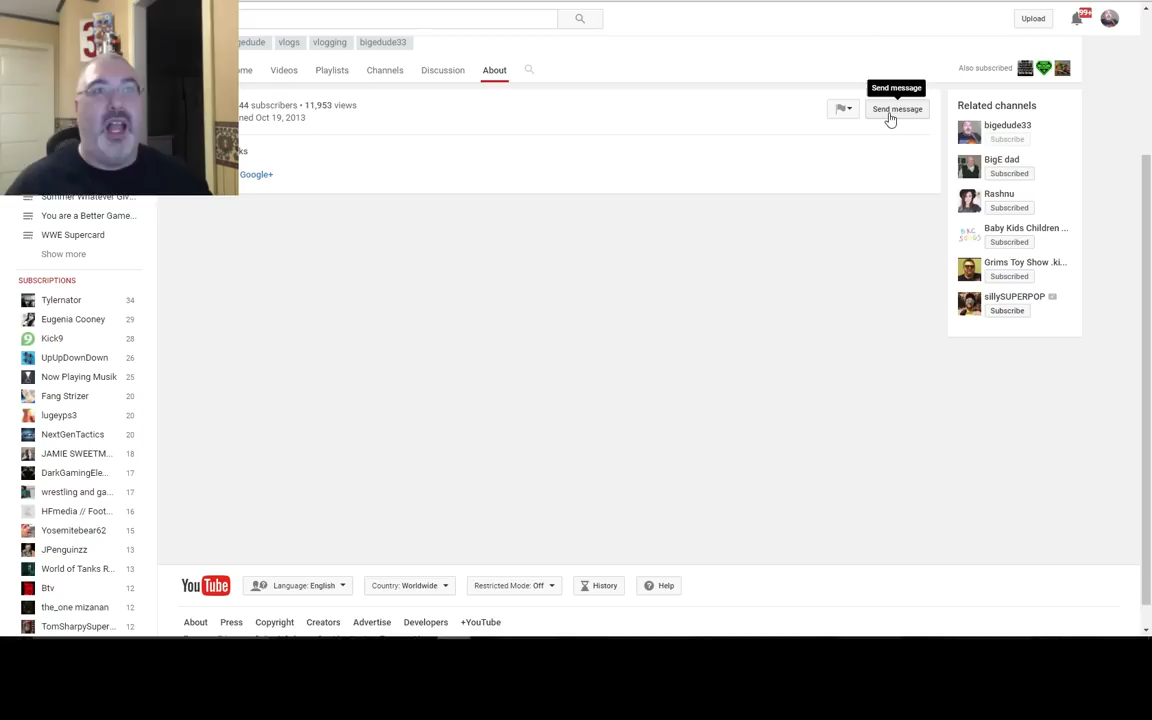 Upload
99+
gedude vlogs vlogging bigedude33
me Videos Playlists Channels Discussion About
Also subscribed
Send message
44 subscribers • 11,953 views
Send message
ned Oct 19, 2013
ks
Google+
Related channels
bigedude33
Subscribe
BigE dad
Subscribed
Rashnu
Subscribed
Baby Kids Children ...
Subscribed
Grims Toy Show .ki...
Subscribed
sillySUPERPOP
Subscribe
Summer Whatever Giv...
You are a Better Game...
WWE Supercard
Show more
SUBSCRIPTIONS
Tylernator 34
Eugenia Cooney 29
Kick9 28
UpUpDownDown 26
Now Playing Musik 25
Fang Strizer 20
lugeyps3 20
NextGenTactics 20
JAMIE SWEETM... 18
DarkGamingEle... 17
wrestling and ga... 17
HFmedia // Foot... 16
Yosemitebear62 15
JPenguinzz 13
World of Tanks R... 13
Btv 12
the_one mizanan 12
TomSharpySuper... 12
YouTube Language: English Country: Worldwide Restricted Mode: Off History Help
About Press Copyright Creators Advertise Developers +YouTube